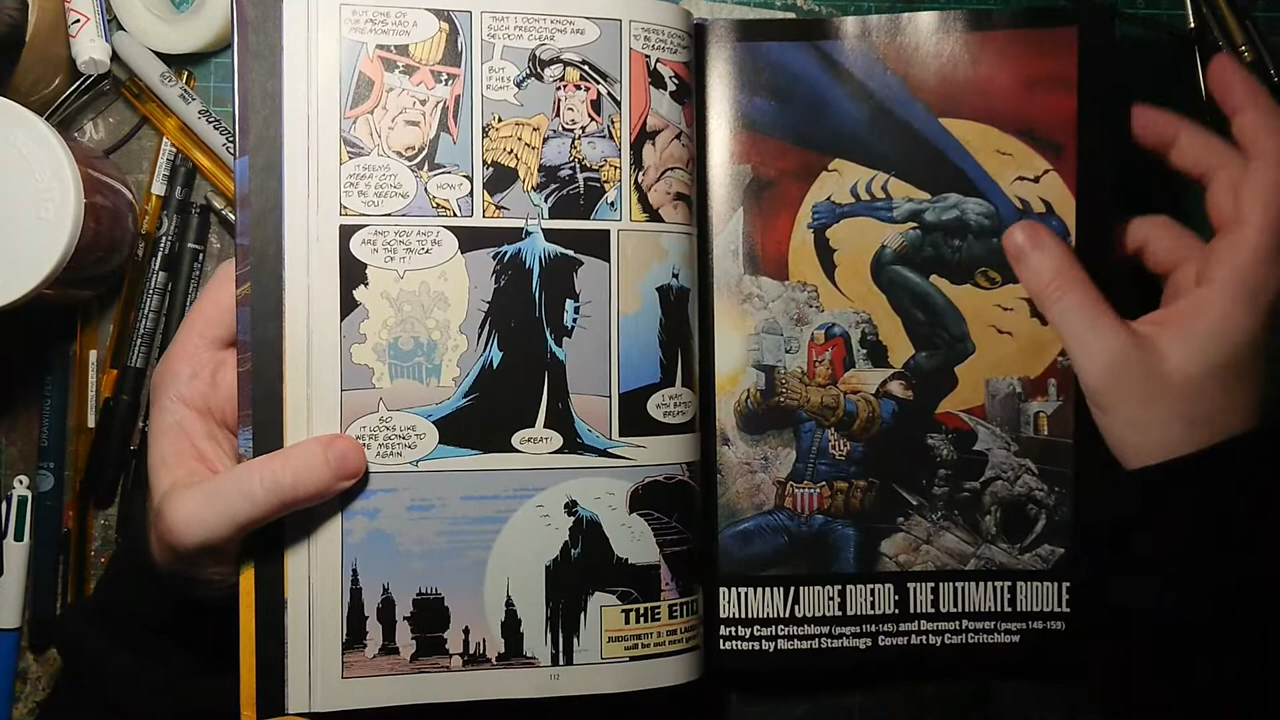 BUT ONE OF
OUR PSIS HAD A
PREMONITION
IT SEEMS
MEGA-CITY
ONE IS GOING
TO BE NEEDING
YOU!
HOW?
THAT I DON'T KNOW.
SUCH PREDICTIONS ARE
SELDOM CLEAR.
BUT
IF HE'S
RIGHT--
--THERE'S GOING
TO BE ONE
DISASTER--
--AND YOU AND I
ARE GOING TO BE
IN THE THICK
OF IT!
SO
IT LOOKS LIKE
WE'RE GOING TO
BE MEETING
AGAIN.
GREAT!
I WAIT
WITH BATED
BREATH!
THE END
JUDGMENT 3: DIE
will be out next
112
BATMAN/JUDGE DREDD: THE ULTIMATE RIDDLE
Art by Carl Critchlow (pages 114-145) and Dermot Power (pages 146-159)
Letters by Richard Starkings Cover Art by Carl Critchlow
Sharpie
DRAWING PEN